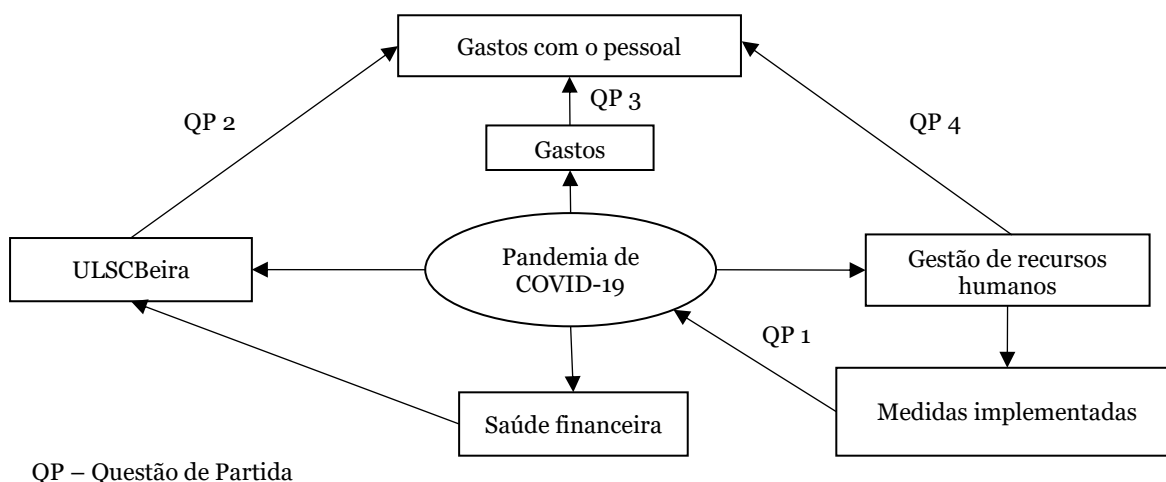 Gastos com o pessoal
QP 3
QP 2
QP 4
Gastos
ULSCBeira
Pandemia de
COVID-19
Gestão de recursos
humanos
QP 1
Saúde financeira
Medidas implementadas
QP – Questão de Partida